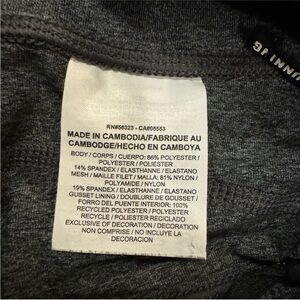 RN#56323 - CA#05553
MADE IN CAMBODIA/FABRIQUE AU
CAMBODGE/HECHO EN CAMBOYA
BODY / CORPS / CUERPO: 86% POLYESTER /
POLYESTER / POLIESTER
14% SPANDEX / ELASTHANNE / ELASTANO
MESH / MAILLE FILET / MALLA: 81% NYLON /
POLYAMIDE / NYLON
19% SPANDEX / ELASTHANNE / ELASTANO
GUSSET LINING / DOUBLURE DE GOUSSET /
FORRO DEL FUENTE INTERIOR: 100%
RECYCLED POLYESTER / POLYESTER
RECYCLÉ / POLIESTER RECICLADO
EXCLUSIVE OF DECORATION / DECORATION
NON COMPRISE / NO INCLUYE LA
DECORACION